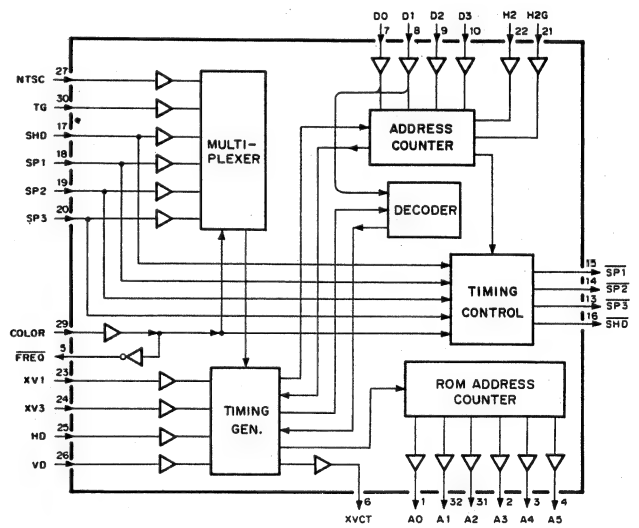 D0 D1 D2 D3 H2 H2G
7 8 9 10 22 21
NTSC 27
TG 30
SHD 17
SP1 18
SP2 19
SP3 20
MULTI-
PLEXER
ADDRESS
COUNTER
DECODER
TIMING
CONTROL
15 SP1
14 SP2
13 SP3
16 SHD
COLOR 29
FREQ 5
XV1 23
XV3 24
HD 25
VD 26
TIMING
GEN.
ROM ADDRESS
COUNTER
6 1 32 31 2 3 4
XVCT A0 A1 A2 A3 A4 A5